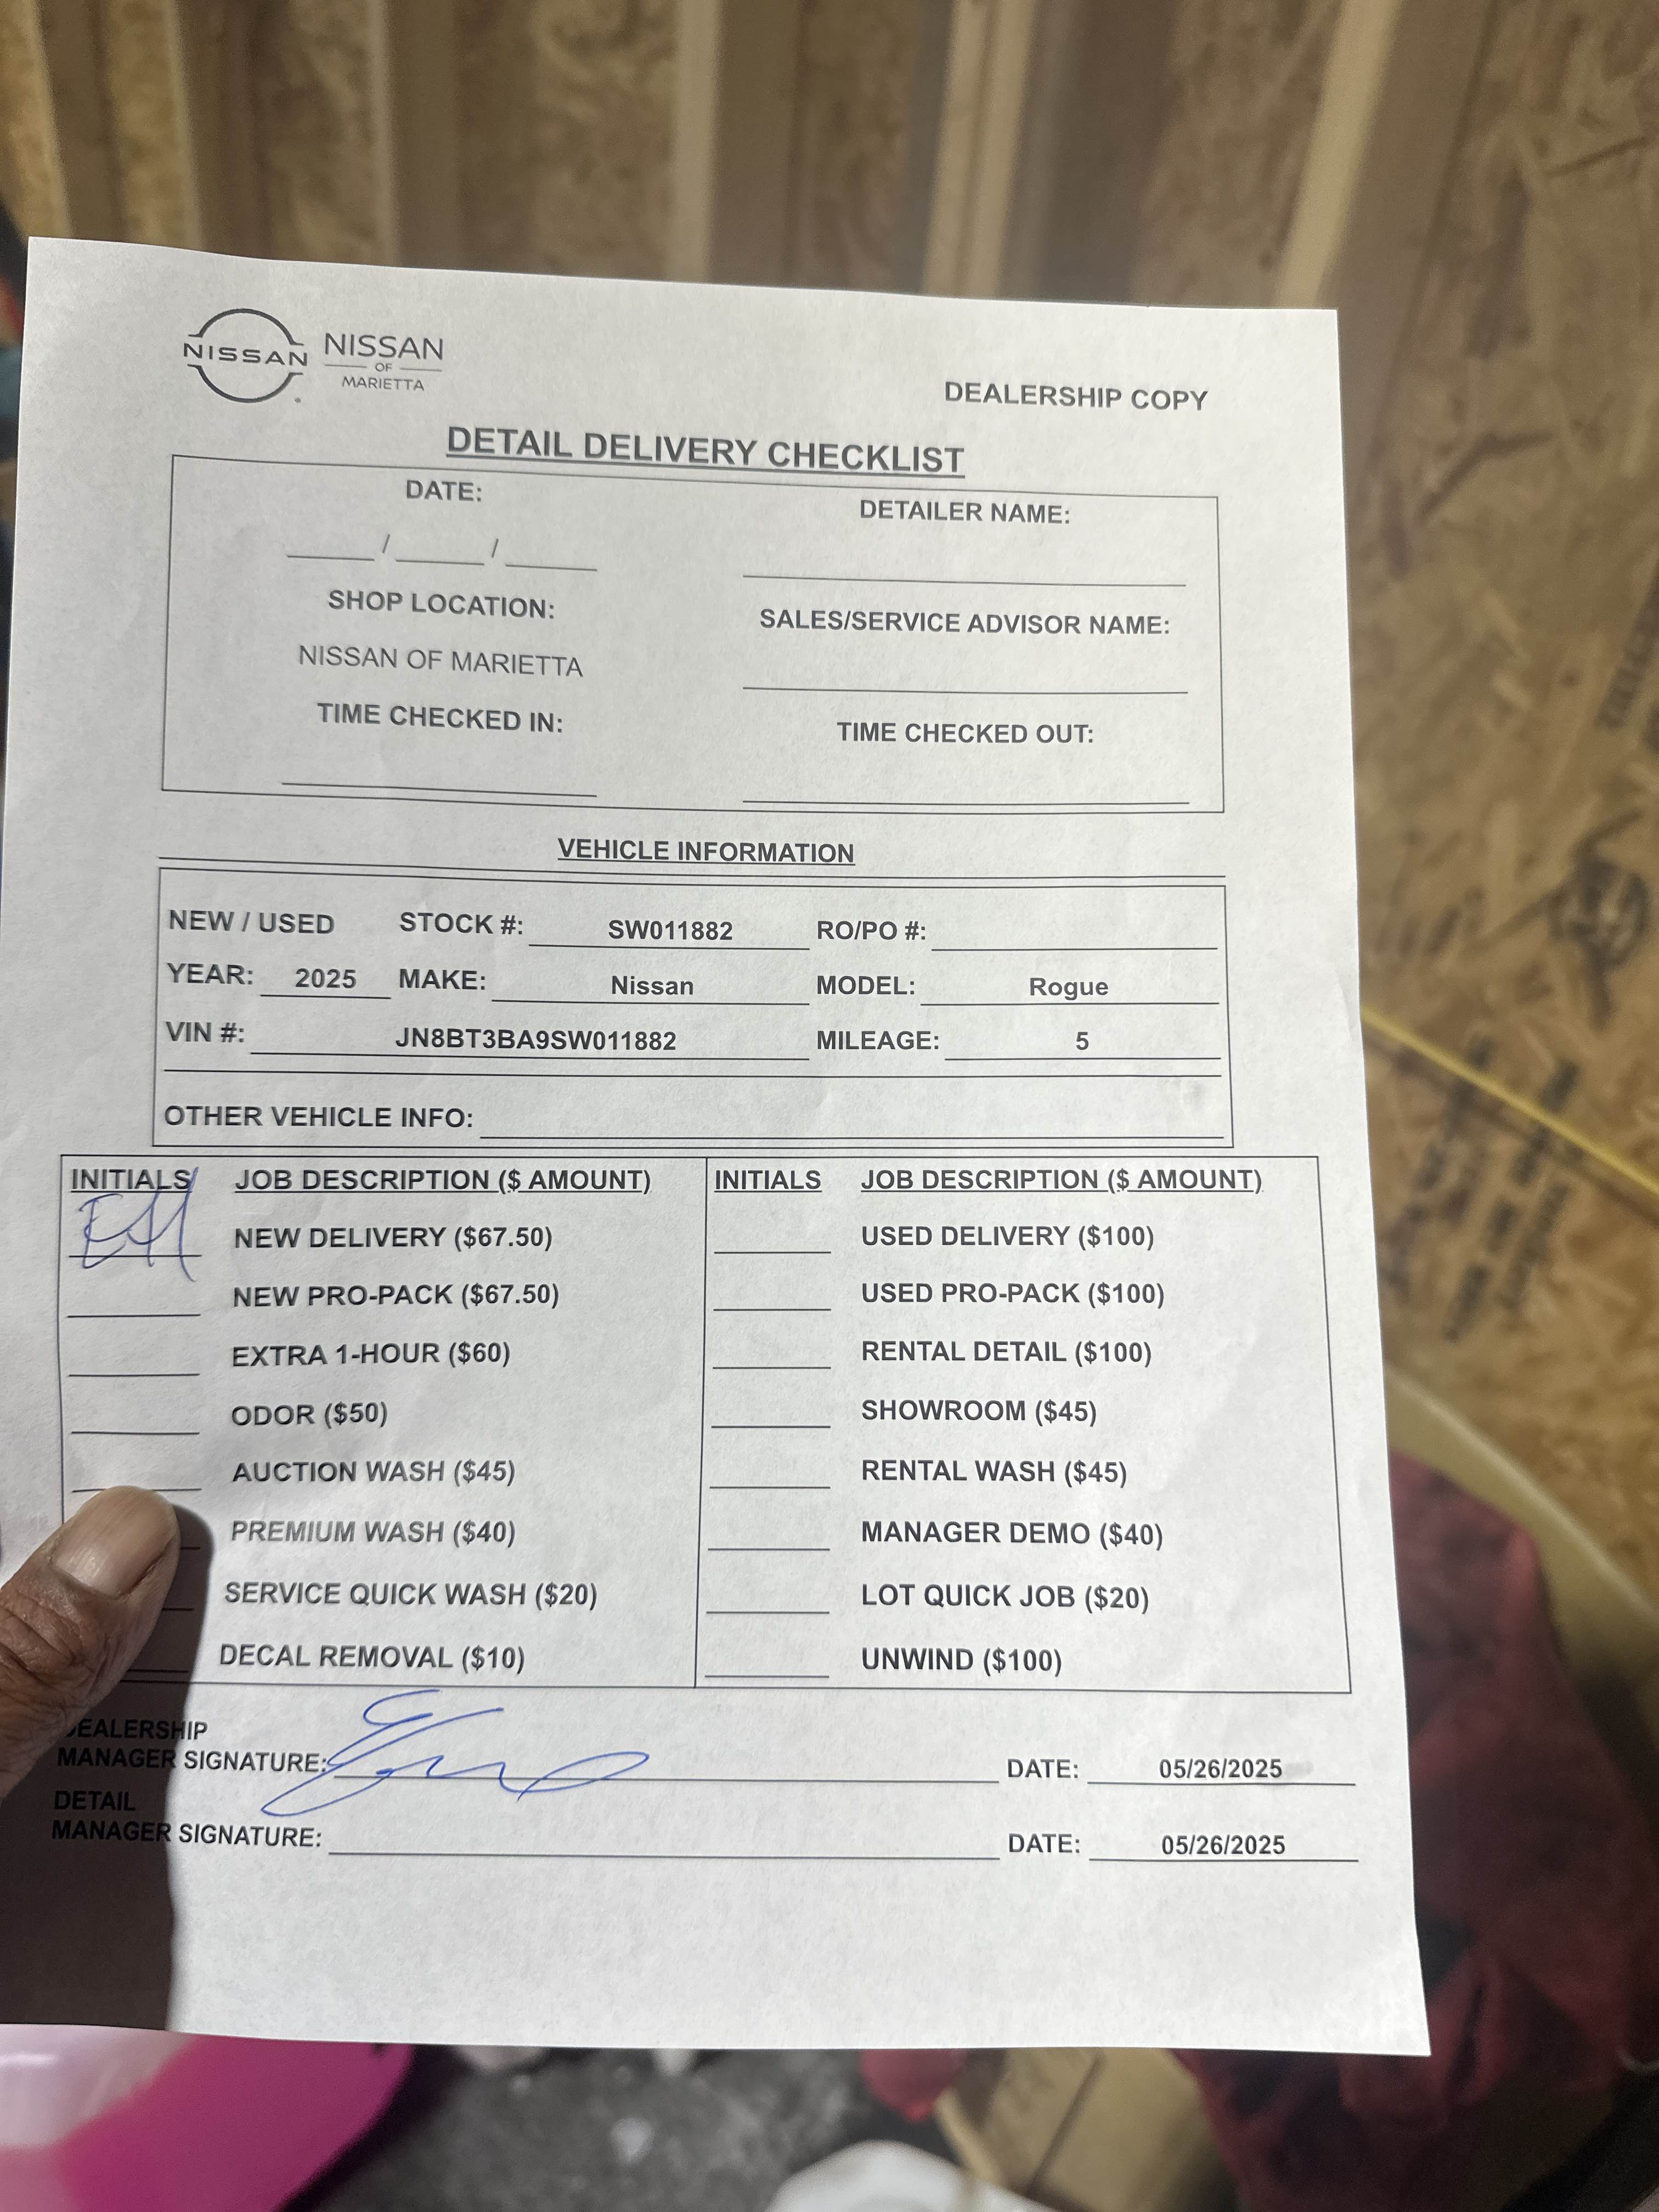 NISSAN
NISSAN
OF
MARIETTA
DEALERSHIP COPY
DETAIL DELIVERY CHECKLIST
DATE: DETAILER NAME:
____ / ____ / ____
SHOP LOCATION: SALES/SERVICE ADVISOR NAME:
NISSAN OF MARIETTA
TIME CHECKED IN: TIME CHECKED OUT:
VEHICLE INFORMATION
NEW / USED STOCK #: SW011882 RO/PO #:
YEAR: 2025 MAKE: Nissan MODEL: Rogue
VIN #: JN8BT3BA9SW011882 MILEAGE: 5
OTHER VEHICLE INFO:
INITIALS JOB DESCRIPTION ($ AMOUNT) INITIALS JOB DESCRIPTION ($ AMOUNT)
NEW DELIVERY ($67.50) USED DELIVERY ($100)
NEW PRO-PACK ($67.50) USED PRO-PACK ($100)
EXTRA 1-HOUR ($60) RENTAL DETAIL ($100)
ODOR ($50) SHOWROOM ($45)
AUCTION WASH ($45) RENTAL WASH ($45)
PREMIUM WASH ($40) MANAGER DEMO ($40)
SERVICE QUICK WASH ($20) LOT QUICK JOB ($20)
DECAL REMOVAL ($10) UNWIND ($100)
DEALERSHIP
MANAGER SIGNATURE: DATE: 05/26/2025
DETAIL
MANAGER SIGNATURE: DATE: 05/26/2025